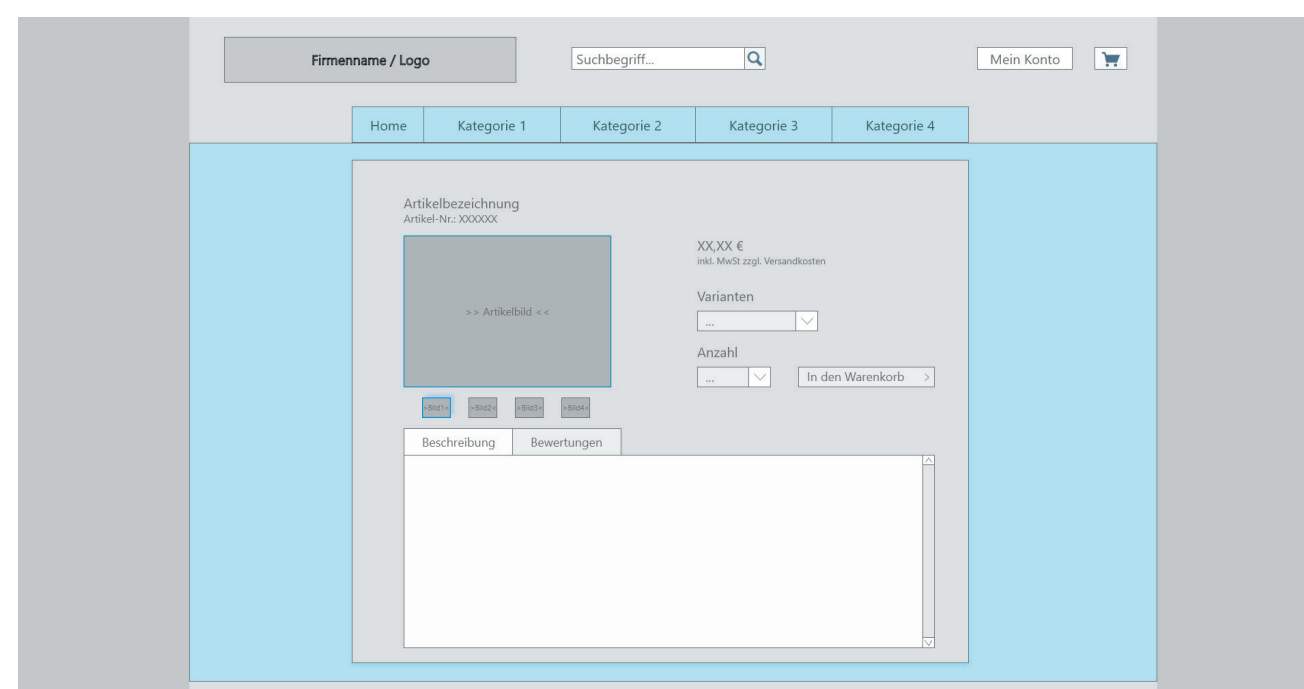 Firmenname / Logo
Suchbegriff...
Mein Konto
Home Kategorie 1 Kategorie 2 Kategorie 3 Kategorie 4
Artikelbezeichnung
Artikel-Nr.: XXXXXX
>> Artikelbild <<
>Bild1< >Bild2< >Bild3< >Bild4<
XX,XX €
inkl. MwSt zzgl. Versandkosten
Varianten
...
Anzahl
... In den Warenkorb >
Beschreibung Bewertungen